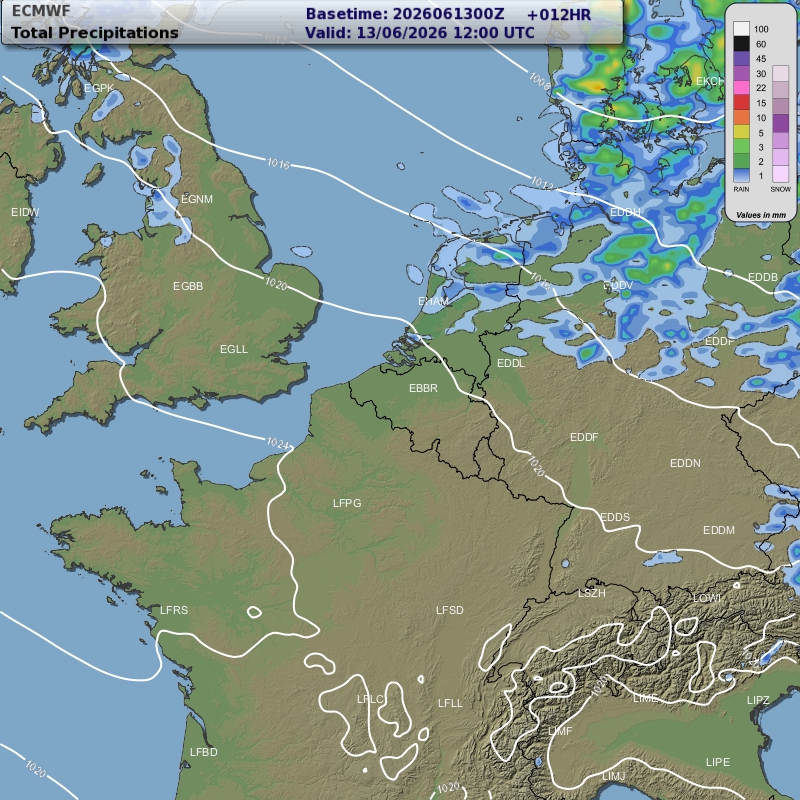 ECMWF
Basetime: 2026061300Z +012HR
Total Precipitations
Valid: 13/06/2026 12:00 UTC
100
60
45
30
22
15
10
5
3
2
1
RAIN
SNOW
Values in mm
EGPK
EKCH
1008
1016
1012
EIDW
EGNM
EDDH
1016
EGBB
1020
EHAM
EDDV
EDDB
EGLL
EDDL
EDDP
EBBR
1024
EDDF
1020
EDDN
LFPG
EDDS
EDDM
LFRS
LFSD
LSZH
LOWI
LFLC
LFLL
LIME
LIPZ
LIMF
LFBD
LIPE
1020
LIMJ
1020